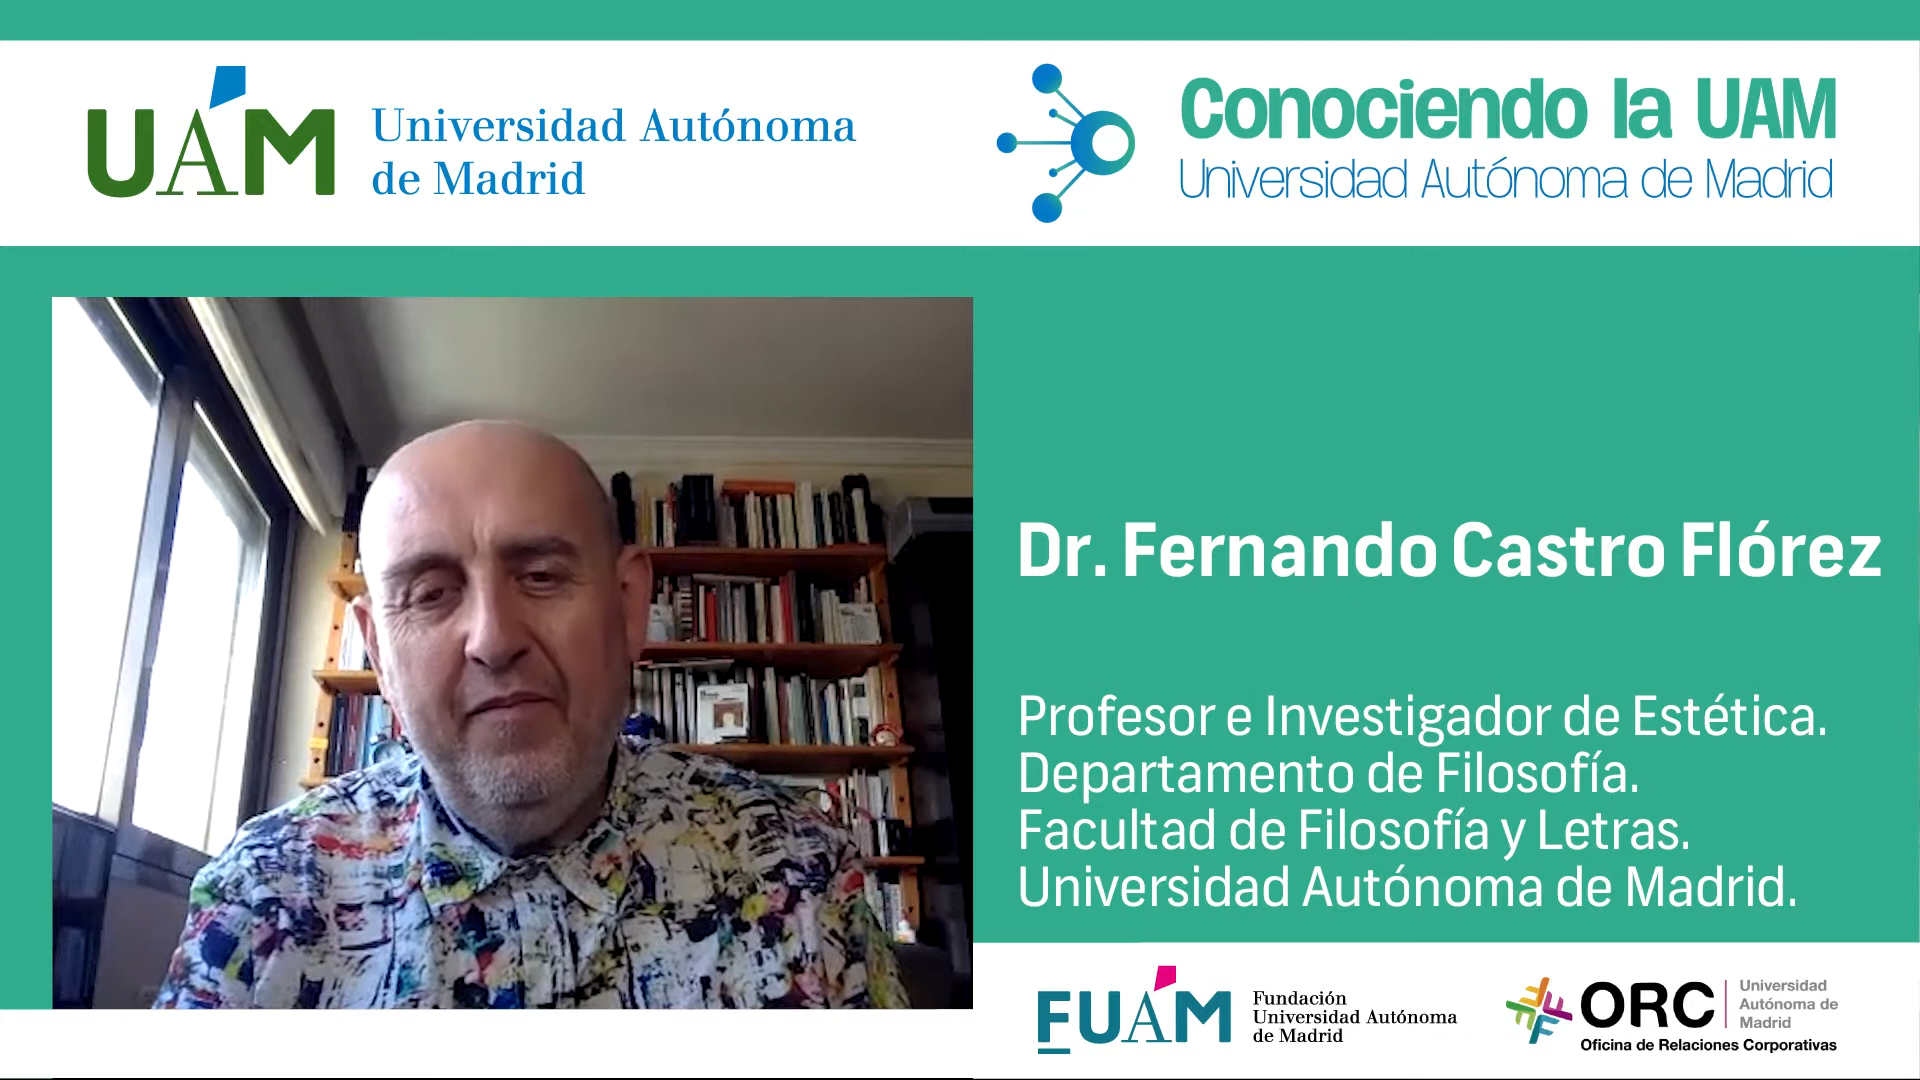 UAM
Universidad Autónoma
de Madrid
Conociendo la UAM
Universidad Autónoma de Madrid
Dr. Fernando Castro Flórez
Profesor e Investigador de Estética.
Departamento de Filosofía.
Facultad de Filosofía y Letras.
Universidad Autónoma de Madrid.
FUAM
Fundación
Universidad Autónoma
de Madrid
ORC
Universidad
Autónoma de
Madrid
Oficina de Relaciones Corporativas